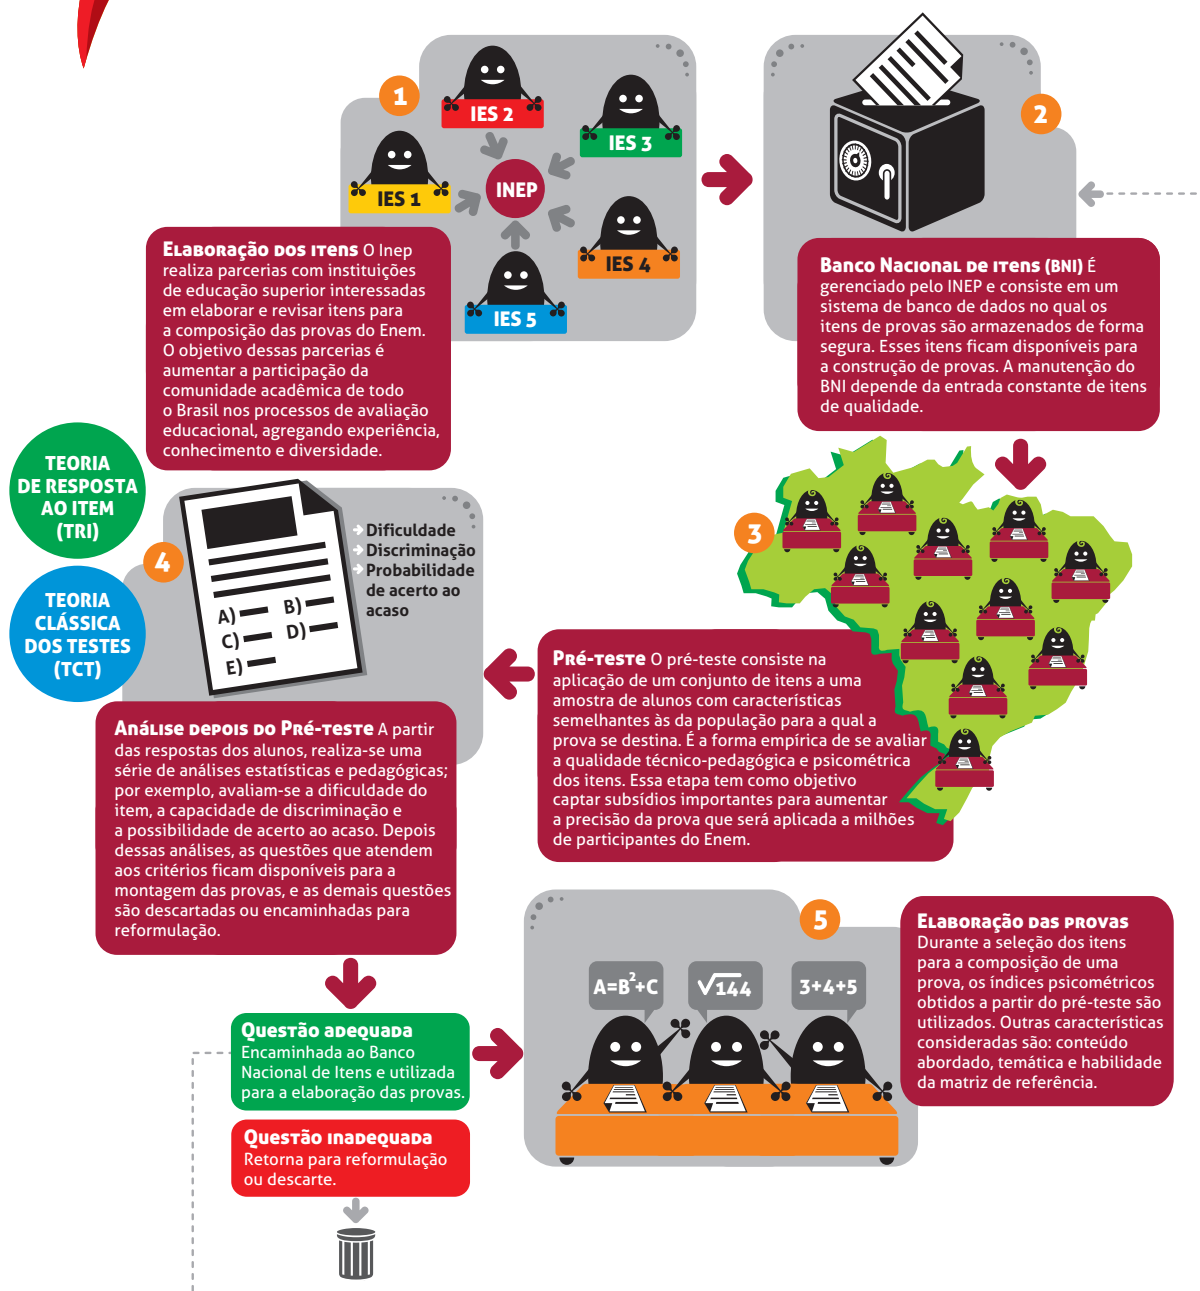 1
IES 2
IES 3
IES 1
INEP
IES 4
IES 5
Elaboração dos itens O Inep
realiza parcerias com instituições
de educação superior interessadas
em elaborar e revisar itens para
a composição das provas do Enem.
O objetivo dessas parcerias é
aumentar a participação da
comunidade acadêmica de todo
o Brasil nos processos de avaliação
educacional, agregando experiência,
conhecimento e diversidade.
2
Banco Nacional de itens (BNI) É
gerenciado pelo INEP e consiste em um
sistema de banco de dados no qual os
itens de provas são armazenados de forma
segura. Esses itens ficam disponíveis para
a construção de provas. A manutenção do
BNI depende da entrada constante de itens
de qualidade.
3
Pré-teste O pré-teste consiste na
aplicação de um conjunto de itens a uma
amostra de alunos com características
semelhantes às da população para a qual a
prova se destina. É a forma empírica de se avaliar
a qualidade técnico-pedagógica e psicométrica
dos itens. Essa etapa tem como objetivo
captar subsídios importantes para aumentar
a precisão da prova que será aplicada a milhões
de participantes do Enem.
TEORIA
DE RESPOSTA
AO ITEM
(TRI)
TEORIA
CLÁSSICA
DOS TESTES
(TCT)
4
A)
B)
C)
D)
E)
Dificuldade
Discriminação
Probabilidade
de acerto ao
acaso
Análise depois do Pré-teste A partir
das respostas dos alunos, realiza-se uma
série de análises estatísticas e pedagógicas;
por exemplo, avaliam-se a dificuldade do
item, a capacidade de discriminação e
a possibilidade de acerto ao acaso. Depois
dessas análises, as questões que atendem
aos critérios ficam disponíveis para a
montagem das provas, e as demais questões
são descartadas ou encaminhadas para
reformulação.
Questão adequada
Encaminhada ao Banco
Nacional de Itens e utilizada
para a elaboração das provas.
Questão inadequada
Retorna para reformulação
ou descarte.
5
A=B²+C
√144
3+4+5
Elaboração das provas
Durante a seleção dos itens
para a composição de uma
prova, os índices psicométricos
obtidos a partir do pré-teste são
utilizados. Outras características
consideradas são: conteúdo
abordado, temática e habilidade
da matriz de referência.